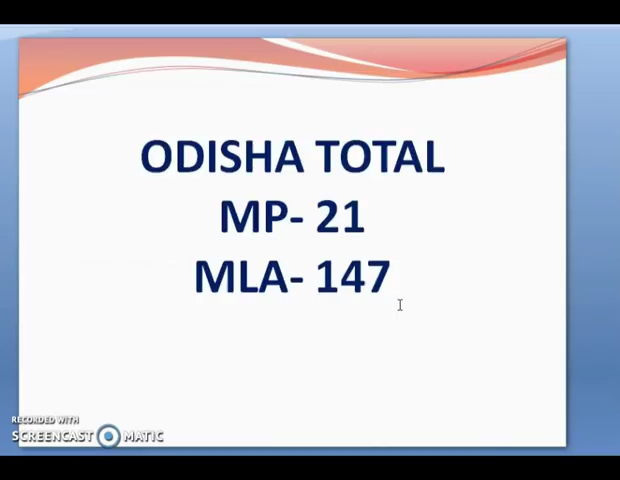 ODISHA TOTAL
MP- 21
MLA- 147
RECORDED WITH
SCREENCAST MATIC